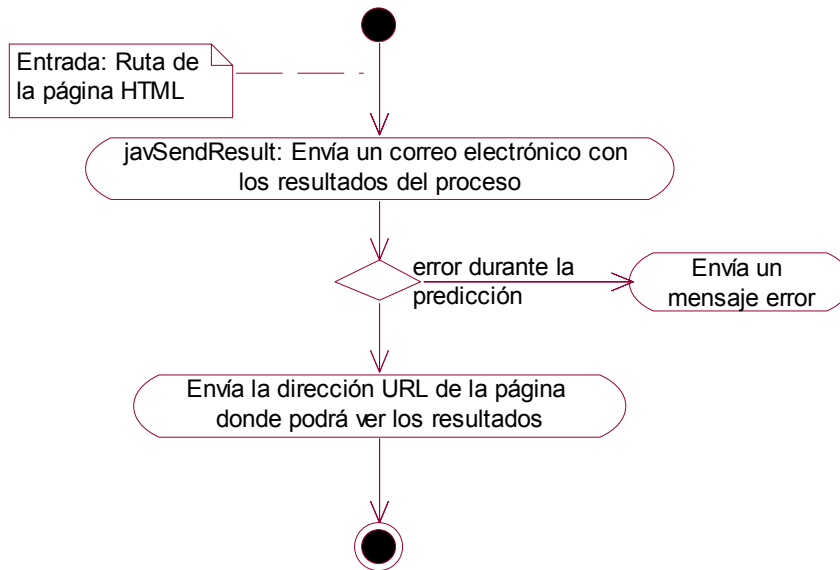 Entrada: Ruta de
la página HTML
javSendResult: Envía un correo electrónico con
los resultados del proceso
error durante la
predicción
Envía un
mensaje error
Envía la dirección URL de la página
donde podrá ver los resultados